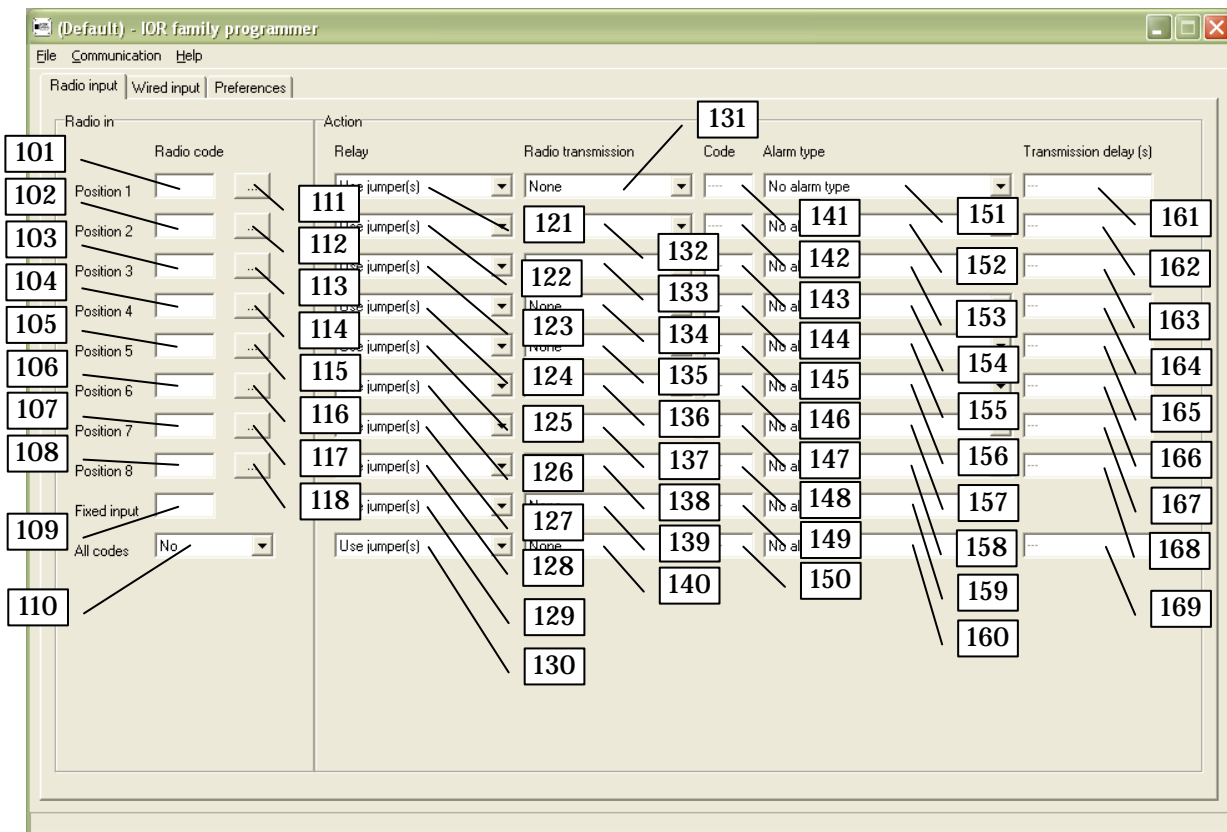 (Default) - IOR family programmer
File Communication Help
Radio input Wired input Preferences
Radio in Action 131
101 Radio code Relay Radio transmission Code Alarm type Transmission delay (s)
Position 1 ... Use jumper(s) None --- No alarm type ---
102 111 121 141 151 161
Position 2 ... jumper(s) --- No al ---
103 112 132 142 152 162
Position 3 ... jumper(s) No al ---
104 113 122 133 143 153 163
Position 4 ... Use jumper(s) None No al ---
105 114 123 134 144 154 164
Position 5 ... jumper(s) None No al ---
106 115 124 135 145 155 165
Position 6 ... jumper(s) No al ---
107 116 125 136 146 156 166
Position 7 ... jumper(s) No al ---
108 117 126 137 147 157 167
Position 8 ... jumper(s) No al ---
118 127 138 148 158 168
Fixed input jumper(s) None No al
109 128 139 149 159
All codes No Use jumper(s) None No al ---
110 129 140 150 160 169
130